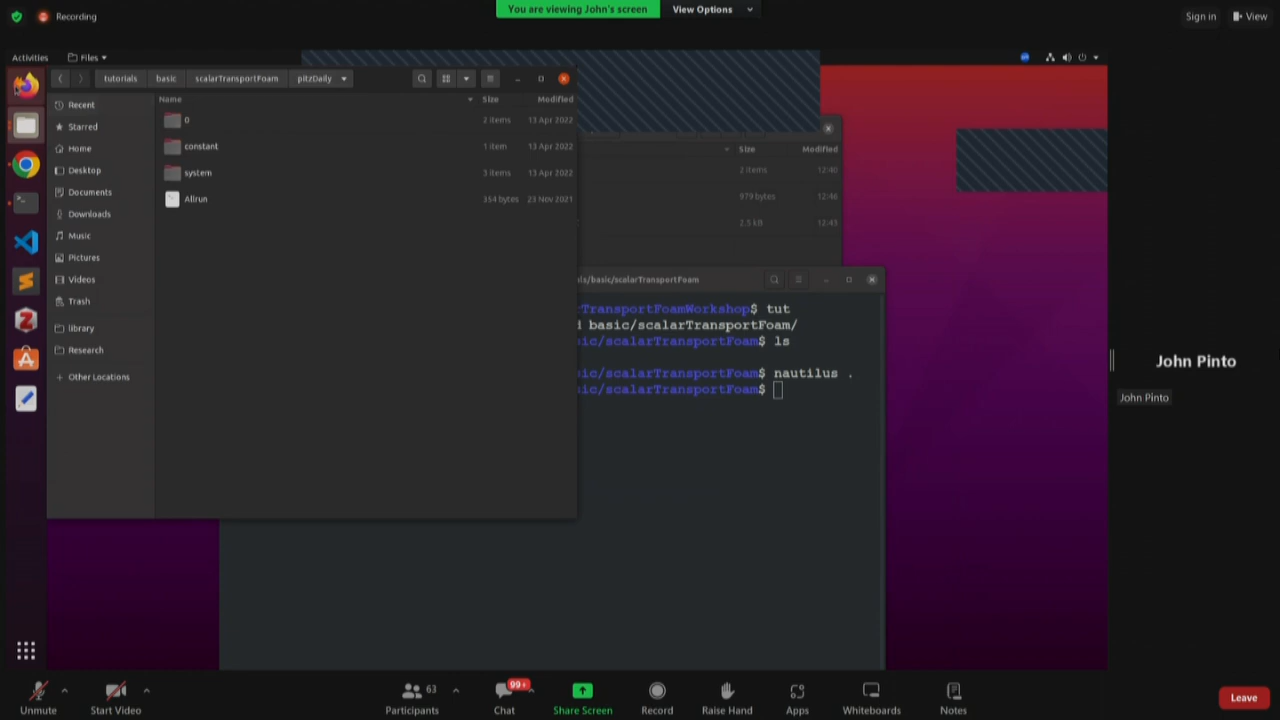 Recording
You are viewing John's screen
View Options
Sign in
View
Activities
Files
tutorials
basic
scalarTransportFoam
pitzDaily
Recent
Starred
Home
Desktop
Documents
Downloads
Music
Pictures
Videos
Trash
library
Research
Other Locations
Name Size Modified
0 2 items 13 Apr 2022
constant 1 item 13 Apr 2022
system 3 items 13 Apr 2022
Allrun 354 bytes 23 Nov 2021
Size Modified
2 items 12:40
979 bytes 12:46
2.5 kB 12:43
ls/basic/scalarTransportFoam
rTransportFoamWorkshop$ tut
d basic/scalarTransportFoam/
ic/scalarTransportFoam$ ls
ic/scalarTransportFoam$ nautilus .
ic/scalarTransportFoam$
John Pinto
John Pinto
Unmute
Start Video
63
Participants
99+
Chat
Share Screen
Record
Raise Hand
Apps
Whiteboards
Notes
Leave